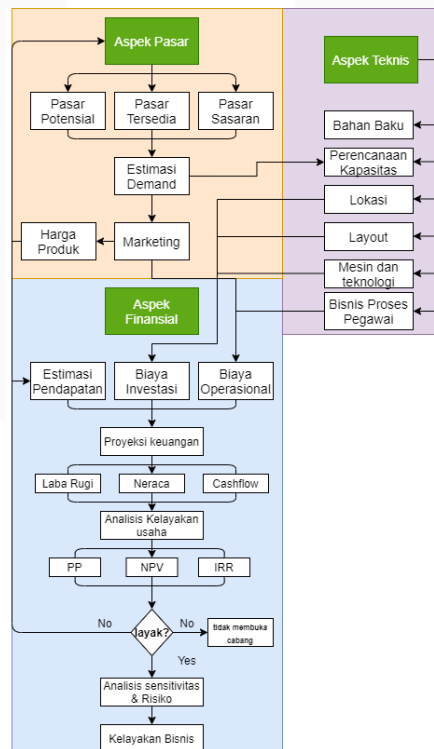 Aspek Pasar
Aspek Teknis
Pasar
Potensial
Pasar
Tersedia
Pasar
Sasaran
Bahan Baku
Estimasi
Demand
Perencanaan
Kapasitas
Lokasi
Harga
Produk
Marketing
Layout
Mesin dan
teknologi
Bisnis Proses
Pegawai
Aspek
Finansial
Estimasi
Pendapatan
Biaya
Investasi
Biaya
Operasional
Proyeksi keuangan
Laba Rugi
Neraca
Cashflow
Analisis Kelayakan
usaha
PP
NPV
IRR
No
layak?
No
tidak membuka
cabang
Yes
Analisis sensitivitas
& Risiko
Kelayakan Bisnis